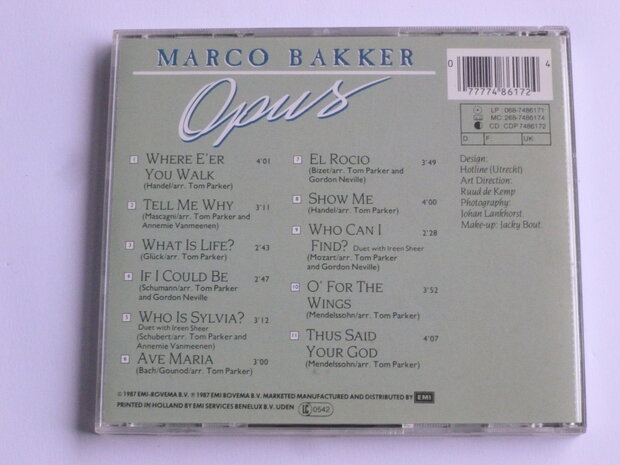 MARCO BAKKER
Opus
1 WHERE E'ER 4'01
YOU WALK
(Handel/arr. Tom Parker)
2 TELL ME WHY 3'11
(Mascagni/arr. Tom Parker and
Annemie Vanmeenen)
3 WHAT IS LIFE? 2'43
(Glück/arr. Tom Parker)
4 IF I COULD BE 2'47
(Schumann/arr. Tom Parker
and Gordon Neville
5 WHO IS SYLVIA? 3'12
Duet with Ireen Sheer
(Schubert/arr. Tom Parker and
Annemie Vanmeenen)
6 AVE MARIA 3'00
(Bach/Gounod/arr. Tom Parker)
7 EL ROCIO 3'49
(Bizet/arr. Tom Parker and
Gordon Neville)
8 SHOW ME 4'00
(Handel/arr. Tom Parker)
9 WHO CAN I 2'28
FIND? Duet with Ireen Sheer
(Mozart/arr. Tom Parker
and Gordon Neville)
10 O' FOR THE 3'52
WINGS
(Mendelssohn/arr. Tom Parker)
11 THUS SAID 4'07
YOUR GOD
(Mendelssohn/arr. Tom Parker)
0 77774 86172 4
LP : 068-7486171
MC: 268-7486174
CD: CDP 7486172
D F: UK:
Design:
Hotline (Utrecht)
Art Direction:
Ruud de Kemp
Photography:
Johan Lankhorst.
Make-up: Jacky Bout.
© 1987 EMI-BOVEMA B.V. ℗ 1987 EMI BOVEMA B.V. MARKETED MANUFACTURED AND DISTRIBUTED BY EMI
PRINTED IN HOLLAND BY EMI SERVICES BENELUX B.V. UDEN LC 0542